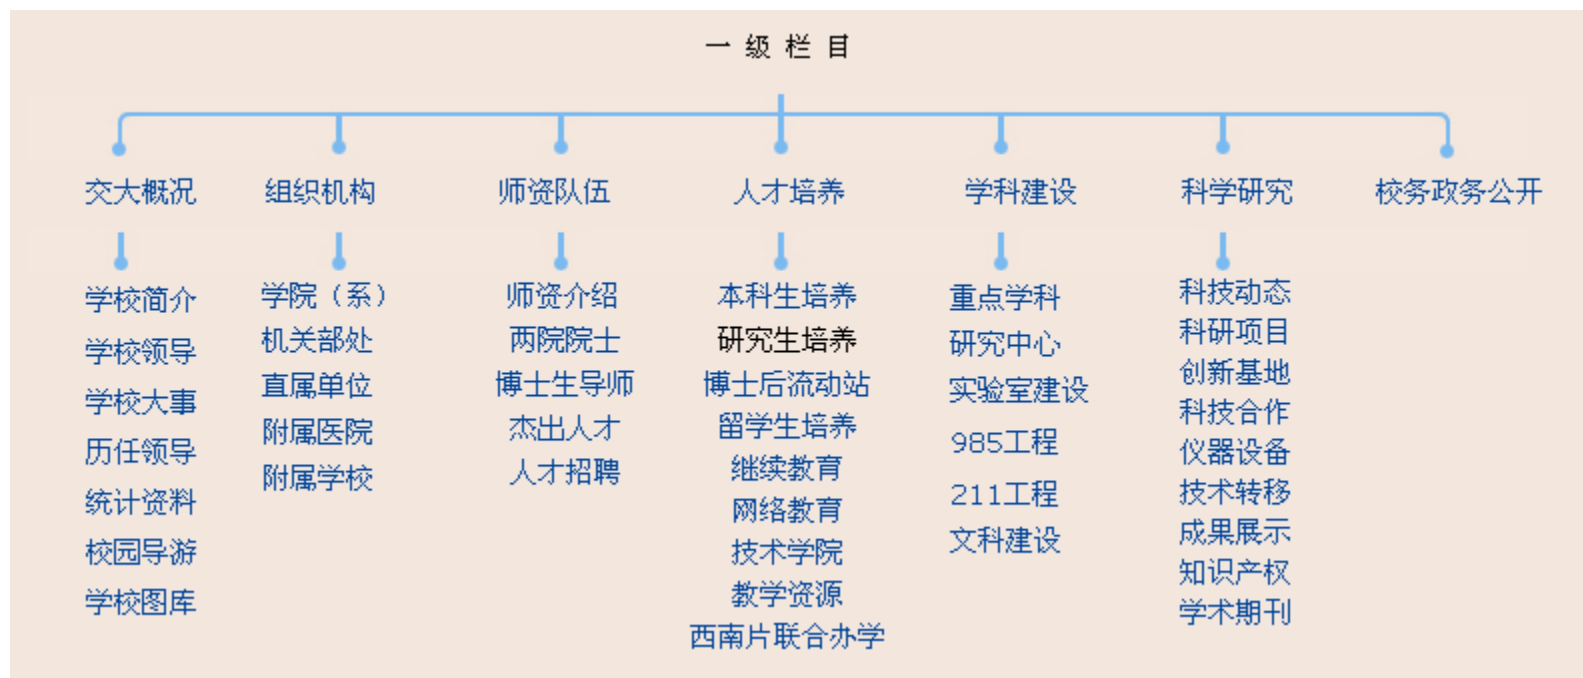 一级栏目
交大概况 组织机构 师资队伍 人才培养 学科建设 科学研究 校务政务公开
学校简介
学校领导
学校大事
历任领导
统计资料
校园导游
学校图库
学院（系）
机关部处
直属单位
附属医院
附属学校
师资介绍
两院院士
博士生导师
杰出人才
人才招聘
本科生培养
研究生培养
博士后流动站
留学生培养
继续教育
网络教育
技术学院
教学资源
西南片联合办学
重点学科
研究中心
实验室建设
985工程
211工程
文科建设
科技动态
科研项目
创新基地
科技合作
仪器设备
技术转移
成果展示
知识产权
学术期刊